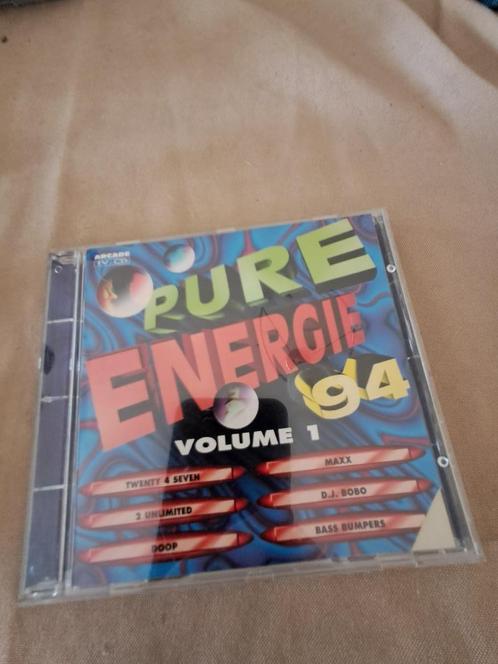 ARCADE
TV-CD
PURE
ENERGIE
94
VOLUME 1
TWENTY 4 SEVEN
MAXX
2 UNLIMITED
D.J. BOBO
DOOP
BASS BUMPERS